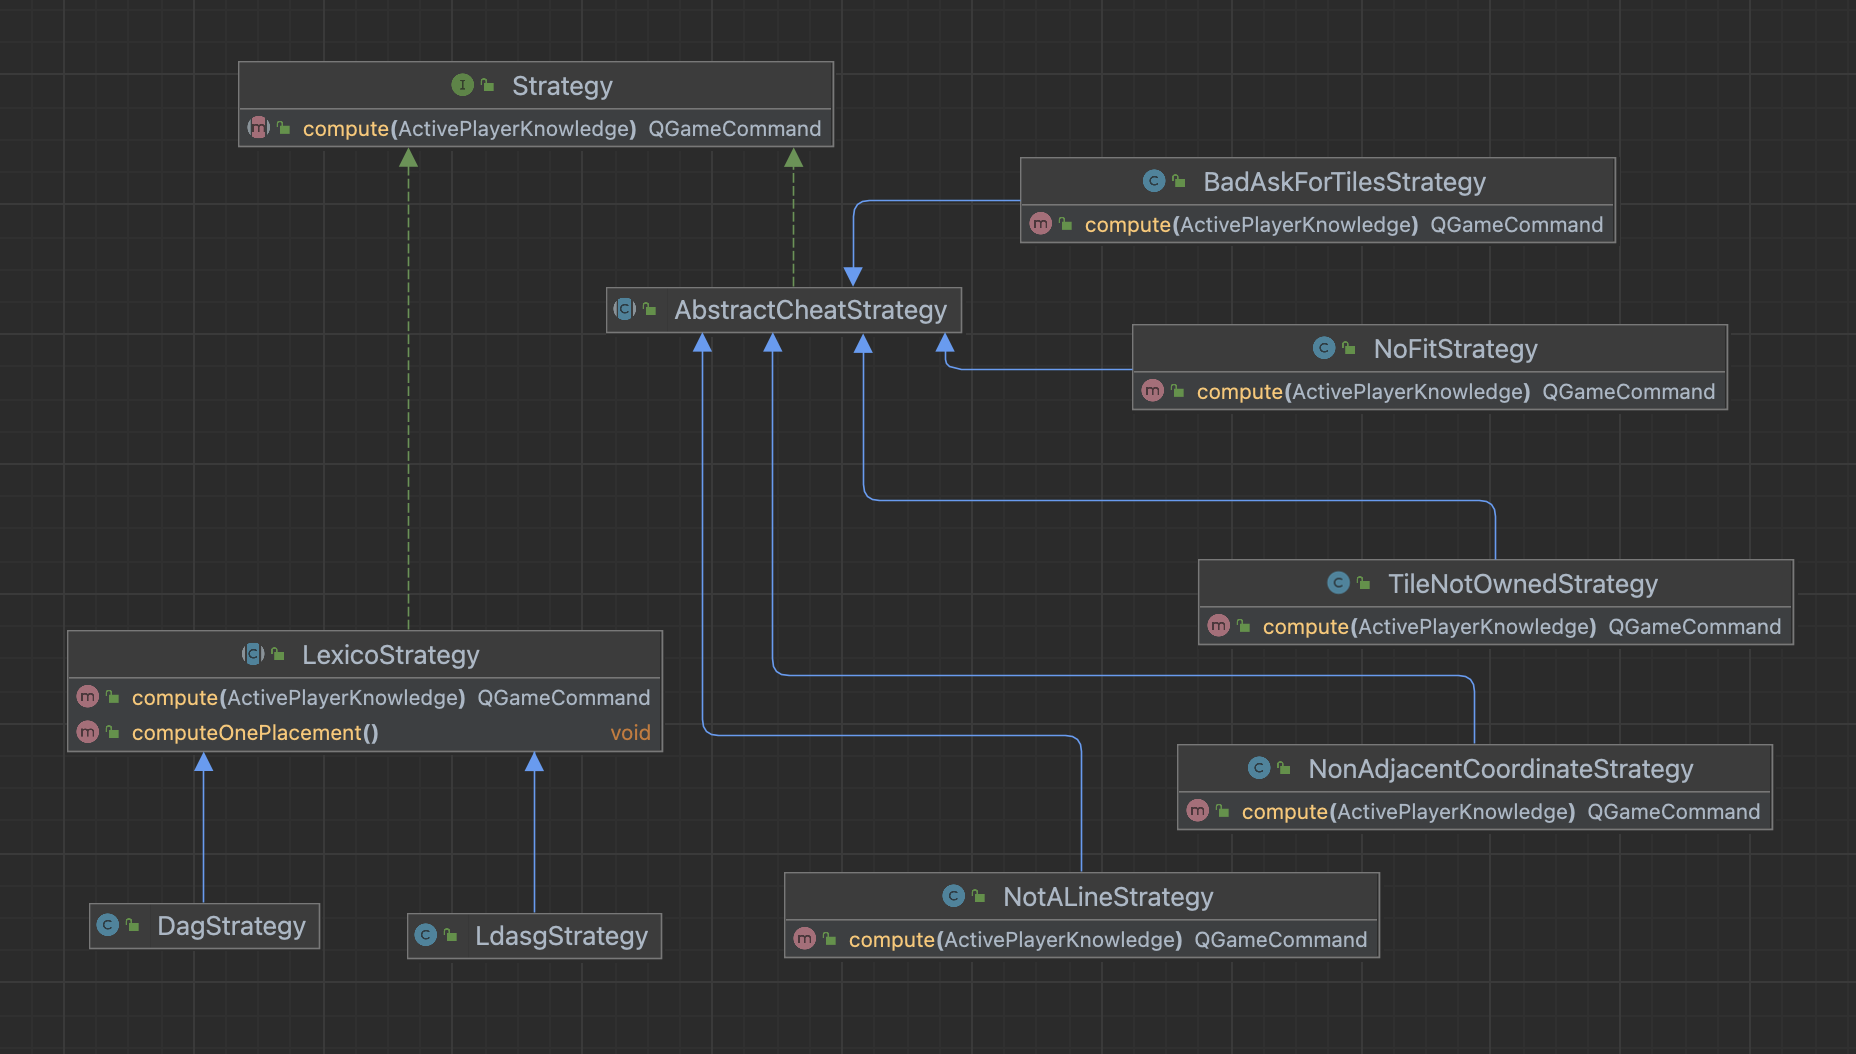 Strategy
compute(ActivePlayerKnowledge) QGameCommand
BadAskForTilesStrategy
compute(ActivePlayerKnowledge) QGameCommand
AbstractCheatStrategy
NoFitStrategy
compute(ActivePlayerKnowledge) QGameCommand
TileNotOwnedStrategy
compute(ActivePlayerKnowledge) QGameCommand
LexicoStrategy
compute(ActivePlayerKnowledge) QGameCommand
computeOnePlacement() void
NonAdjacentCoordinateStrategy
compute(ActivePlayerKnowledge) QGameCommand
NotALineStrategy
compute(ActivePlayerKnowledge) QGameCommand
DagStrategy
LdasgStrategy